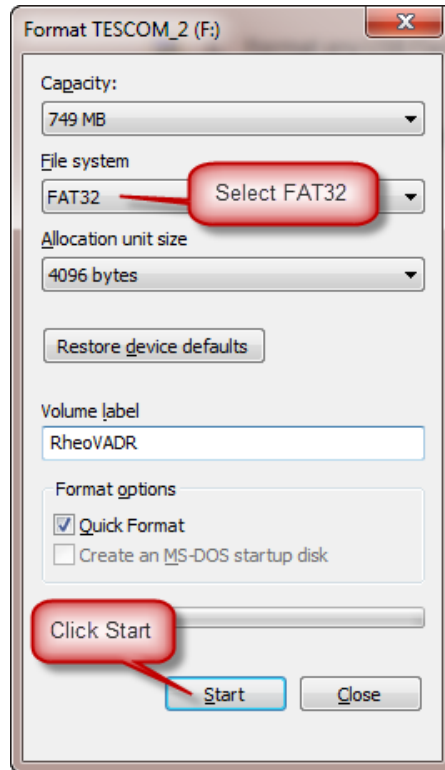 Format TESCOM_2 (F:)
Capacity:
749 MB
File system
FAT32
Select FAT32
Allocation unit size
4096 bytes
Restore device defaults
Volume label
RheoVADR
Format options
Quick Format
Create an MS-DOS startup disk
Click Start
Start Close